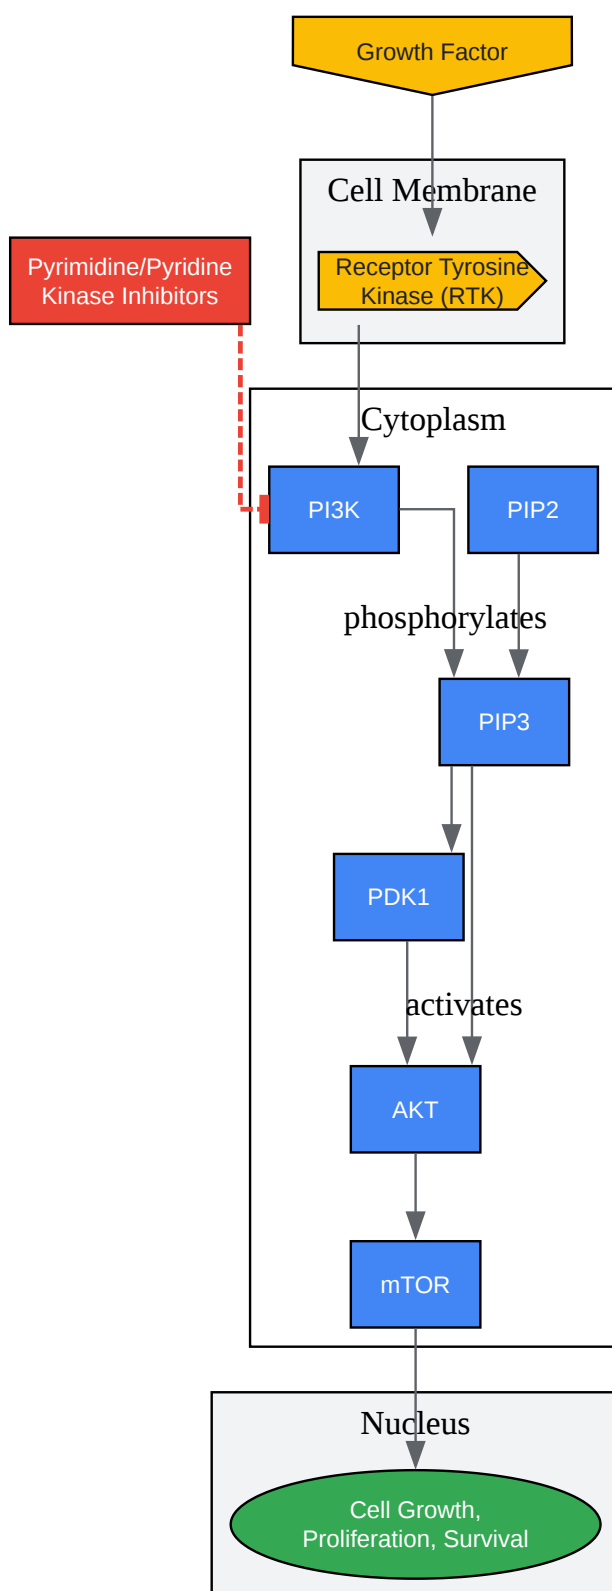 Growth Factor
Cell Membrane
Receptor Tyrosine
Kinase (RTK)
Pyrimidine/Pyridine
Kinase Inhibitors
Cytoplasm
PI3K
PIP2
phosphorylates
PIP3
PDK1
activates
AKT
mTOR
Nucleus
Cell Growth,
Proliferation, Survival